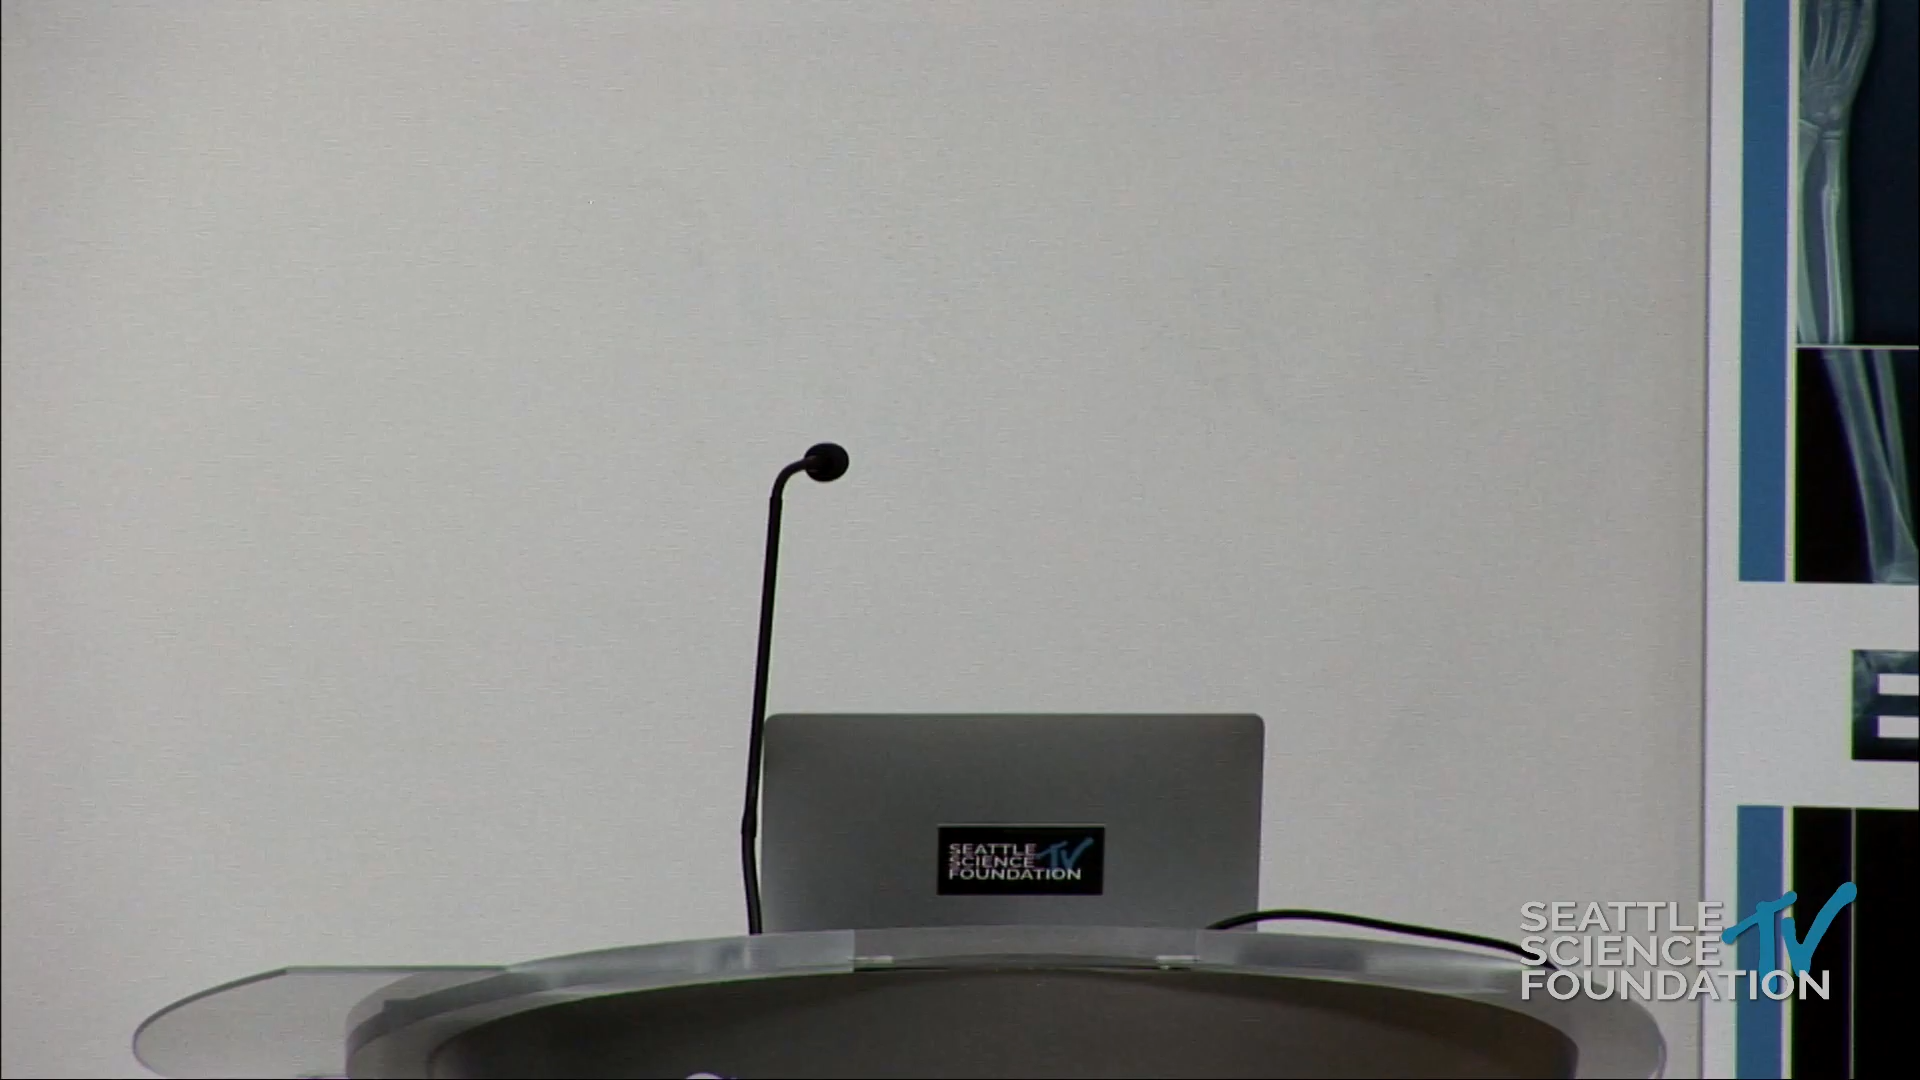 SEATTLE
SCIENCE TV
FOUNDATION
E
SEATTLE
SCIENCE TV
FOUNDATION